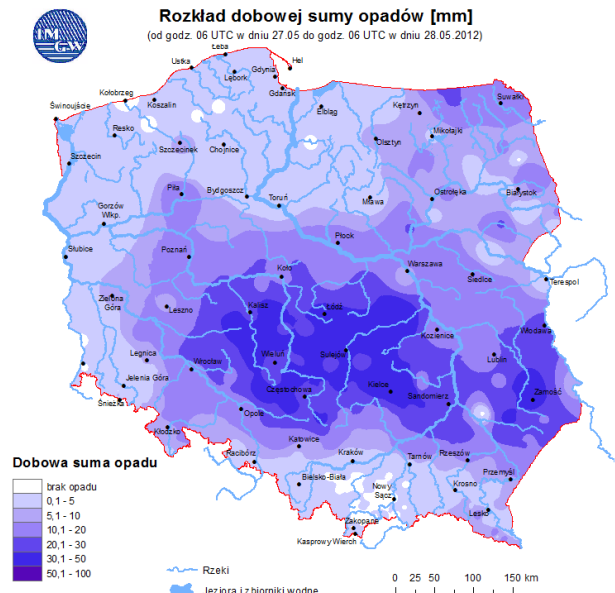 IM
GW
Rozkład dobowej sumy opadów [mm]
(od godz. 06 UTC w dniu 27.05 do godz. 06 UTC w dniu 28.05.2012)
Łeba
Hel
Ustka
Lębork
Gdynia
Gdańsk
Kołobrzeg
Koszalin
Świnoujście
Elbląg
Kętrzyn
Suwałki
Resko
Mikołajki
Szczecinek
Chojnice
Olsztyn
Szczecin
Piła
Bydgoszcz
Toruń
Mława
Ostrołęka
Białystok
Gorzów
Wlkp.
Płock
Słubice
Poznań
Koło
Warszawa
Siedlce
Terespol
Zielona
Góra
Leszno
Kalisz
Łódź
Kozienice
Włodawa
Legnica
Wrocław
Wieluń
Sulejów
Lublin
Jelenia Góra
Częstochowa
Kielce
Sandomierz
Zamość
Śnieżka
Opole
Kłodzko
Katowice
Racibórz
Kraków
Tarnów
Rzeszów
Bielsko-Biała
Nowy
Sącz
Krosno
Przemyśl
Lesko
Zakopane
Kasprowy Wierch
Dobowa suma opadu
brak opadu
0,1 - 5
5,1 - 10
10,1 - 20
20,1 - 30
30,1 - 50
50,1 - 100
Rzeki
Jeziora i zbiorniki wodne
0 25 50 100 150 km